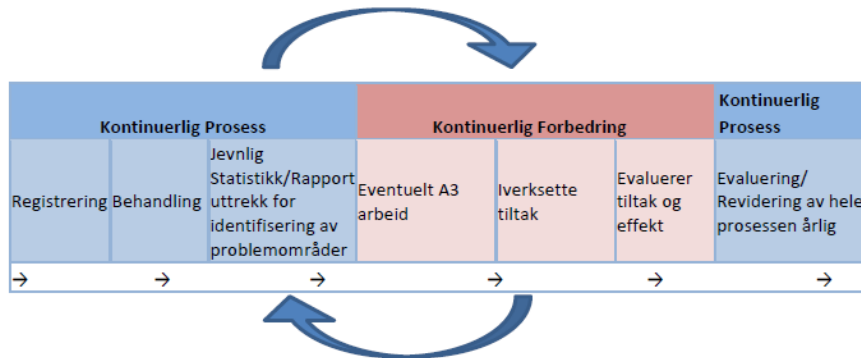 Kontinuerlig Prosess
Kontinuerlig Forbedring
Kontinuerlig
Prosess
Registrering
Behandling
Jevnlig
Statistikk/Rapport
uttrekk for
identifisering av
problemområder
Eventuelt A3
arbeid
Iverksette
tiltak
Evaluerer
tiltak og
effekt
Evaluering/
Revidering av hele
prosessen årlig
→ → → → → →